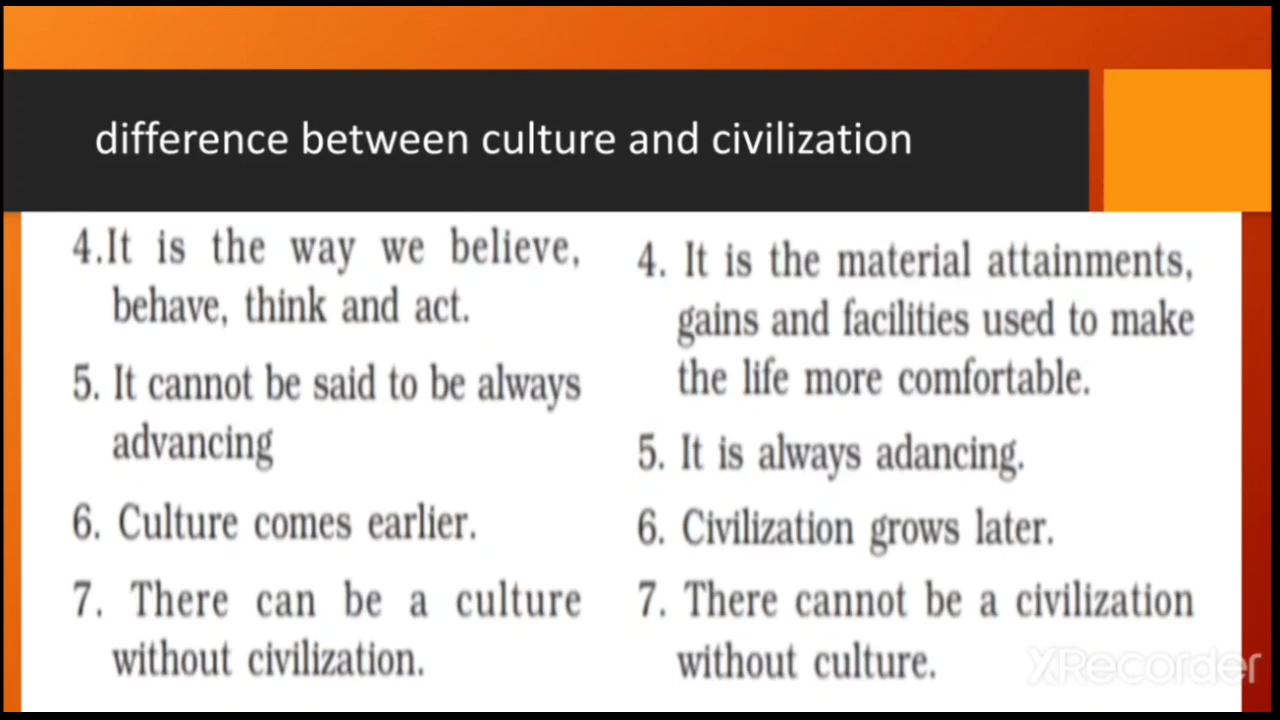 difference between culture and civilization
4.It is the way we believe,
behave, think and act.
5. It cannot be said to be always
advancing
6. Culture comes earlier.
7. There can be a culture
without civilization.
4. It is the material attainments,
gains and facilities used to make
the life more comfortable.
5. It is always adancing.
6. Civilization grows later.
7. There cannot be a civilization
without culture.
XRecorder